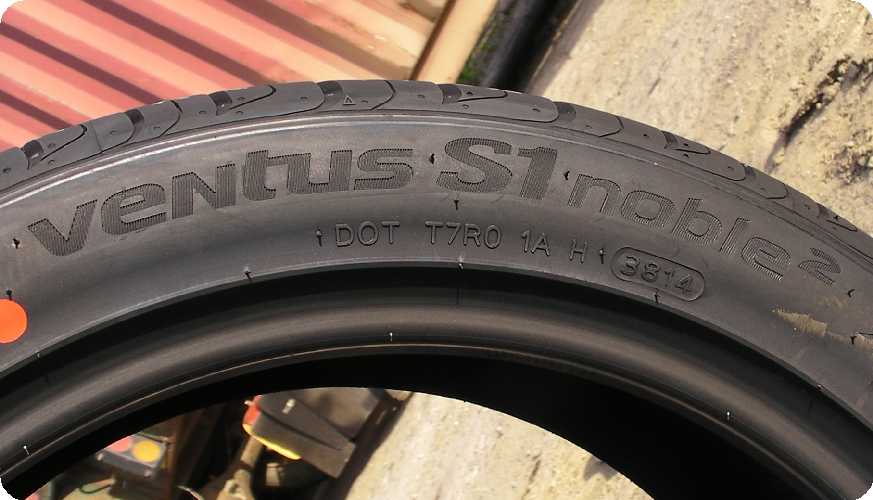 ventus S1 noble 2
DOT T7R0 1A H 3814